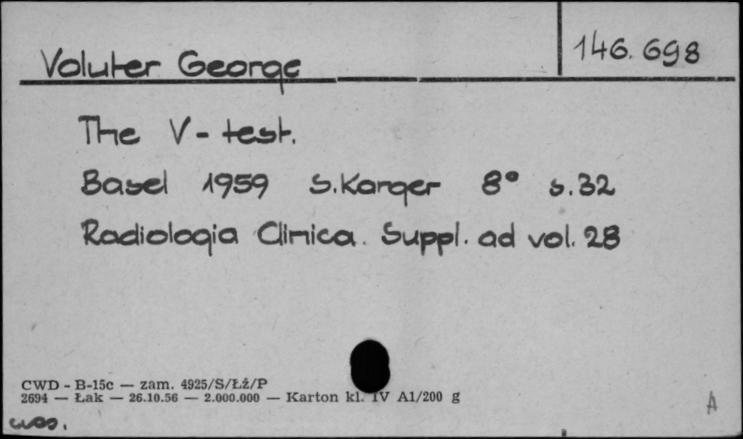 Voluter George
146.698
The V-test.
Basel 1959 S.Karger 8° s.32
Radiologia Clinica. Suppl. ad vol. 28
CWD - B-15c — zam. 4925/S/Łż/P
2694 — Łak — 26.10.56 — 2.000.000 — Karton kl. IV A1/200 g
A